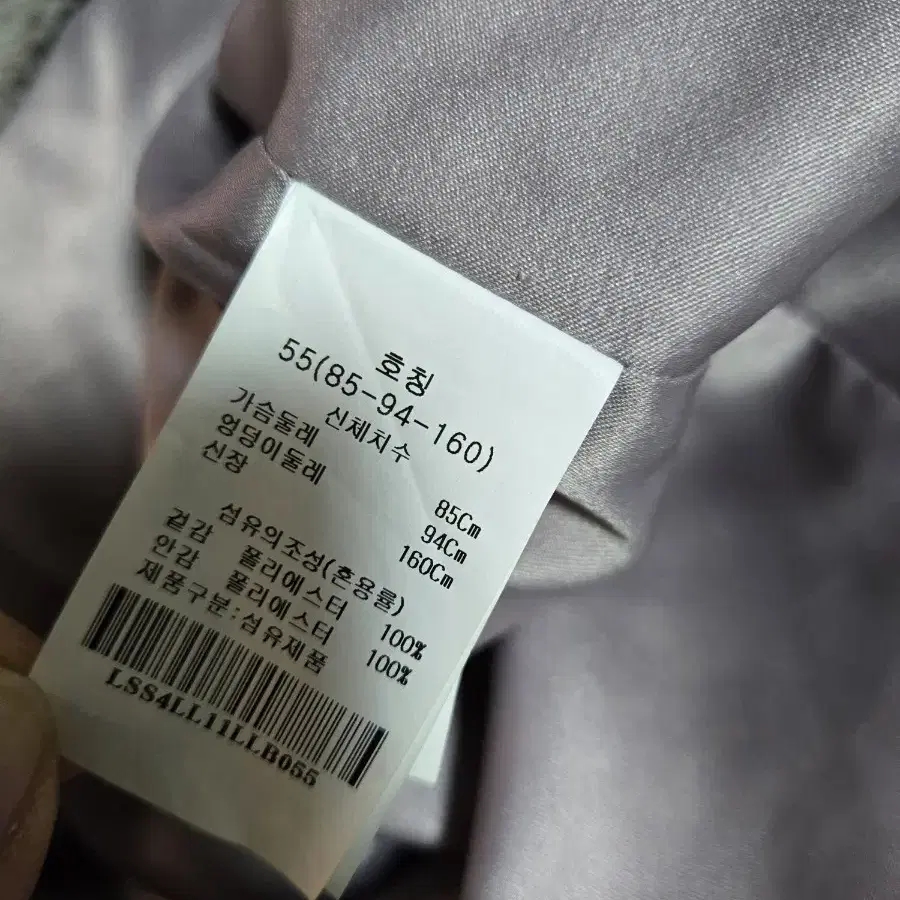 호칭
55(85-94-160)
신체치수
가슴둘레 85Cm
엉덩이둘레 94Cm
신장 160Cm
섬유의조성(혼용률)
겉감 폴리에스터 100%
안감 폴리에스터 100%
제품구분:섬유제품
LSS4LL11LLB055